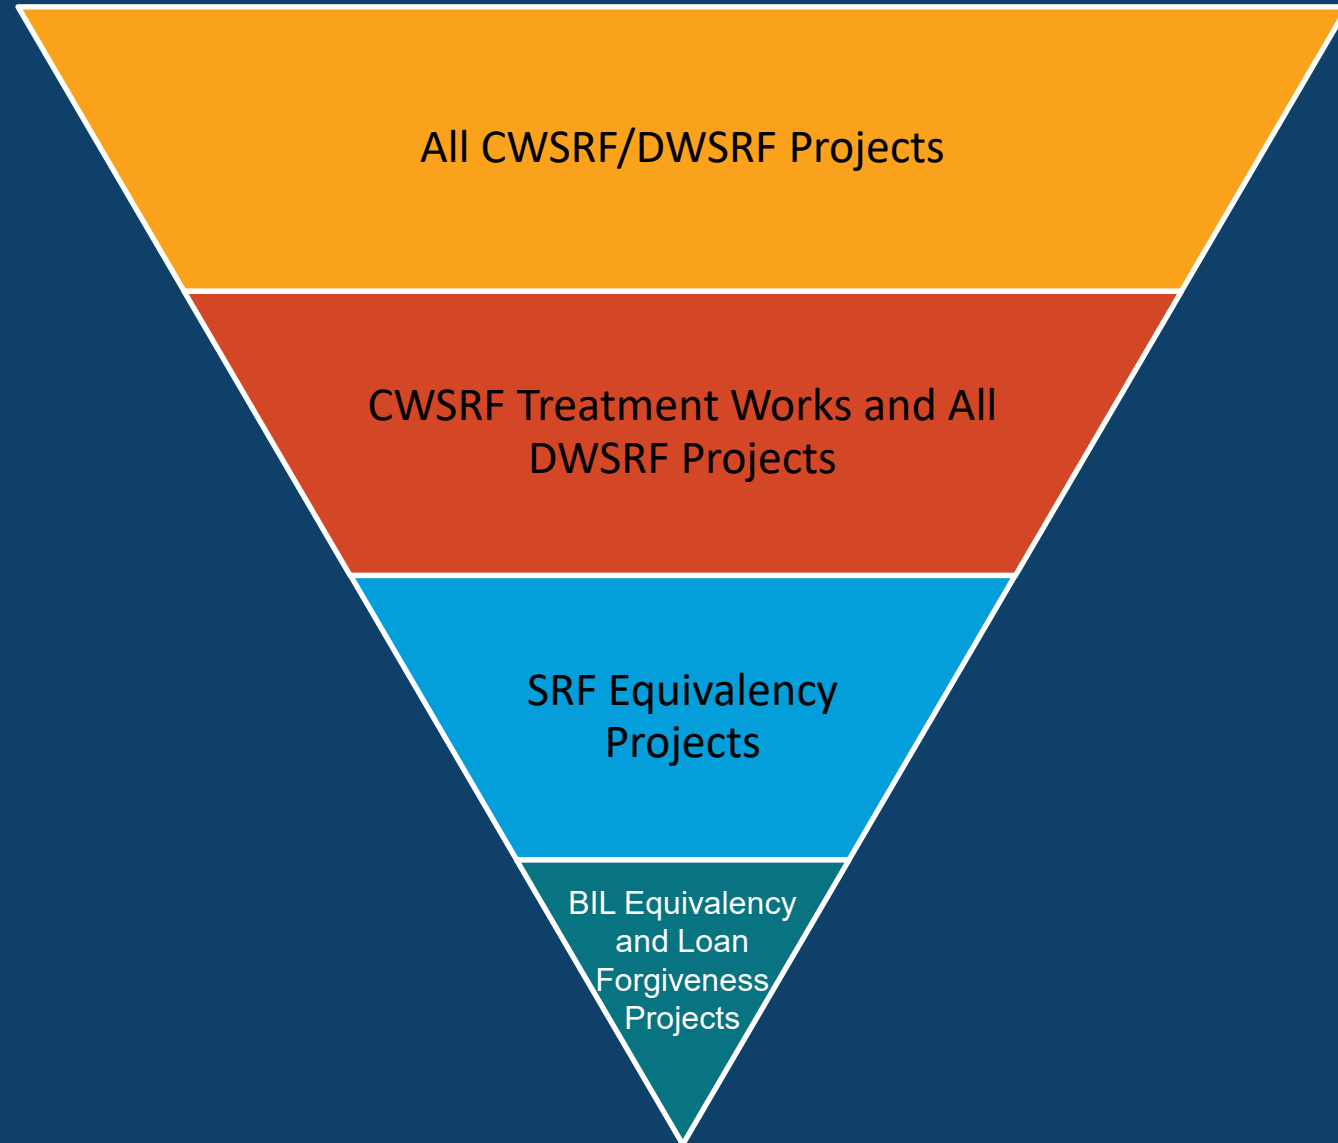 All CWSRF/DWSRF Projects
CWSRF Treatment Works and All
DWSRF Projects
SRF Equivalency
Projects
BIL Equivalency
and Loan
Forgiveness
Projects